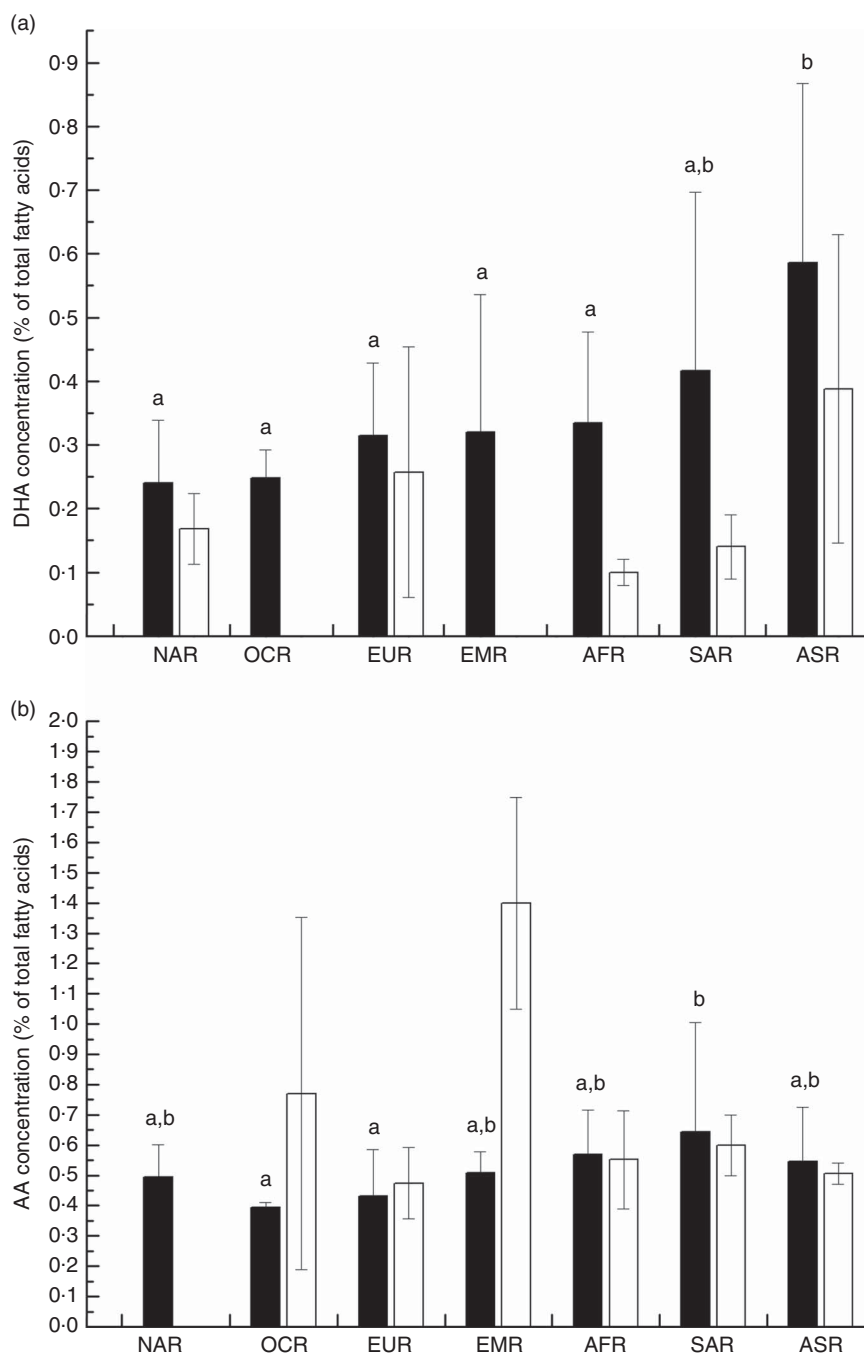 (a)
DHA concentration (% of total fatty acids)
0·9
0·8
0·7
0·6
0·5
0·4
0·3
0·2
0·1
0·0
a
a
a
a
a
a,b
b
NAR OCR EUR EMR AFR SAR ASR
(b)
AA concentration (% of total fatty acids)
2·0
1·9
1·8
1·7
1·6
1·5
1·4
1·3
1·2
1·1
1·0
0·9
0·8
0·7
0·6
0·5
0·4
0·3
0·2
0·1
0·0
a,b
a
a
a,b
a,b
b
a,b
NAR OCR EUR EMR AFR SAR ASR